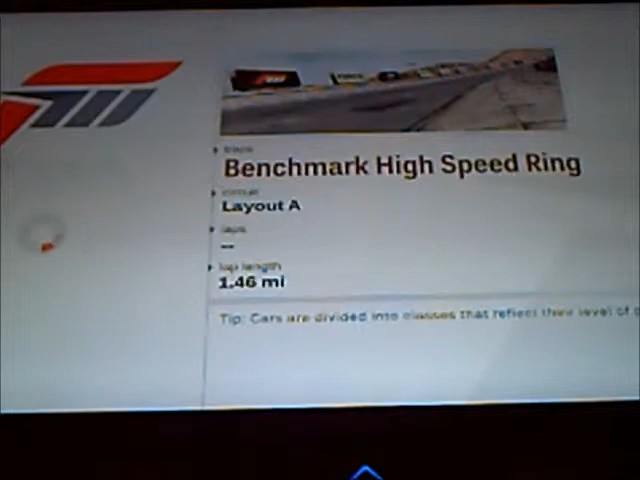 track
Benchmark High Speed Ring
circuit
Layout A
laps
--
lap length
1.46 mi
Tip: Cars are divided into classes that reflect their level of